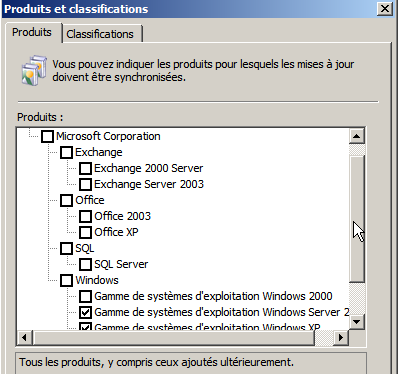 Produits et classifications
Produits
Classifications
Vous pouvez indiquer les produits pour lesquels les mises à jour
doivent être synchronisées.
Produits :
Microsoft Corporation
Exchange
Exchange 2000 Server
Exchange Server 2003
Office
Office 2003
Office XP
SQL
SQL Server
Windows
Gamme de systèmes d'exploitation Windows 2000
Gamme de systèmes d'exploitation Windows Server 2
Gamme de systèmes d'exploitation Windows XP
Tous les produits, y compris ceux ajoutés ultérieurement.